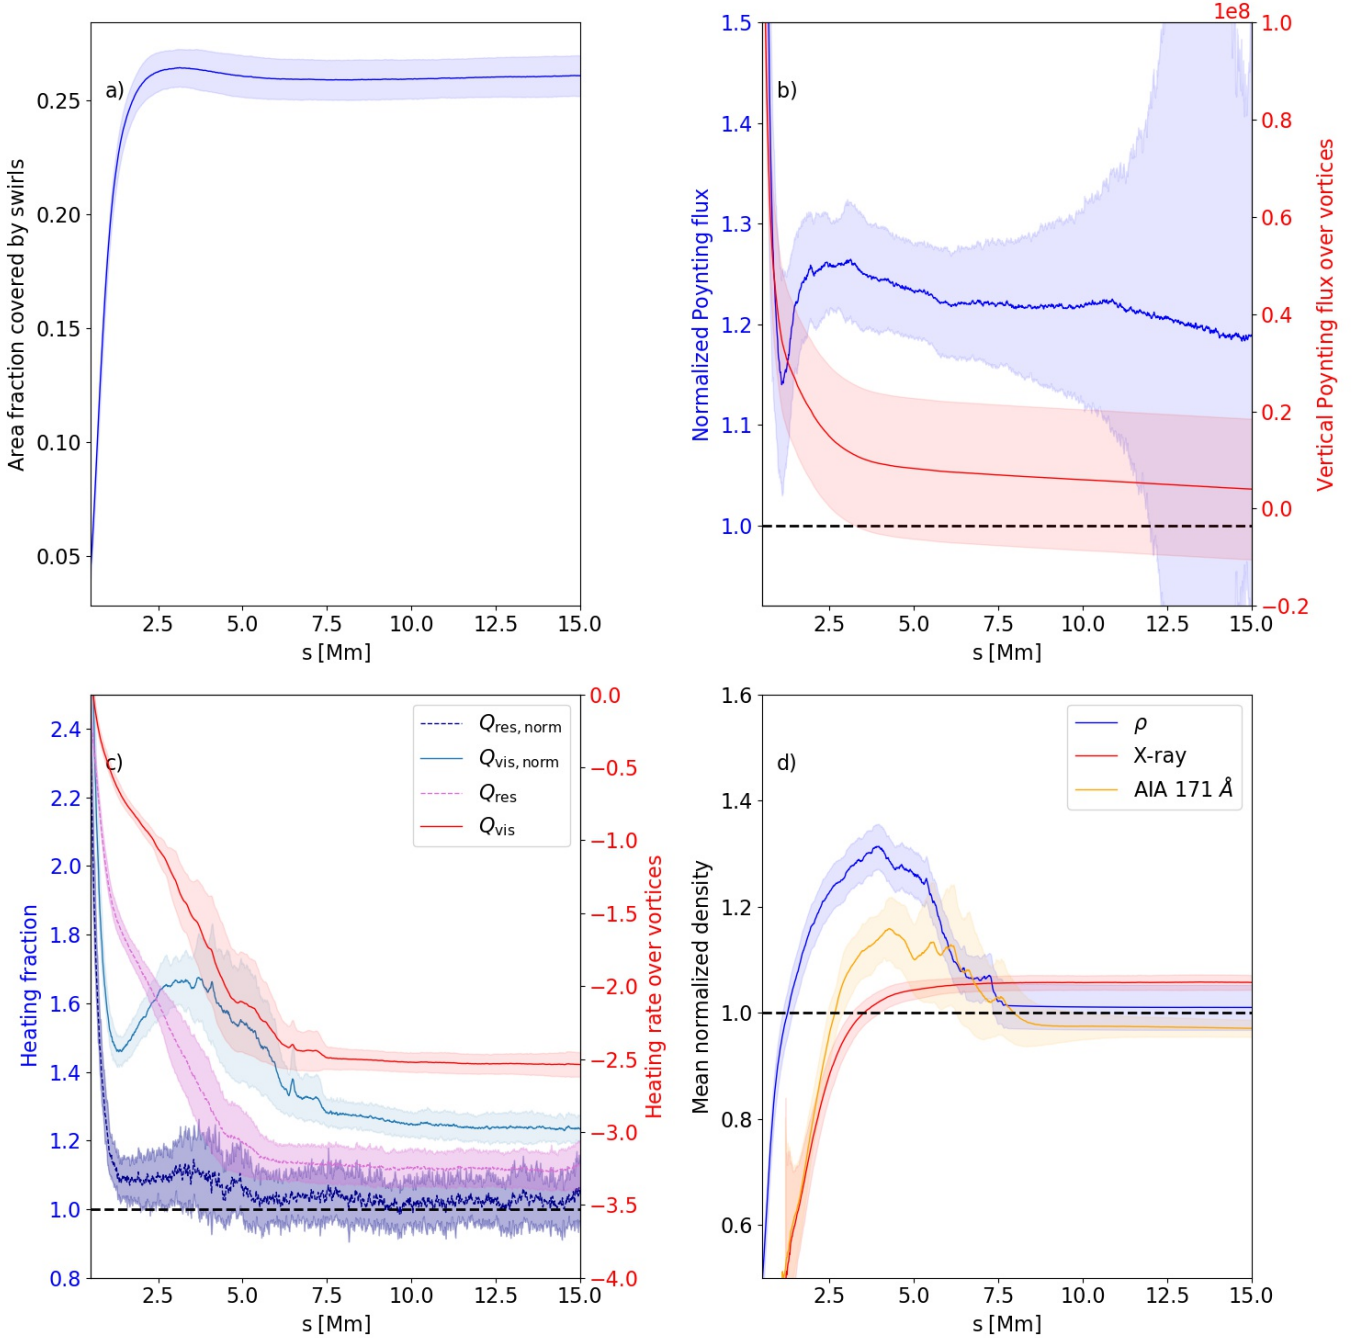 a)
Area fraction covered by swirls
0.25
0.20
0.15
0.10
0.05
2.5 5.0 7.5 10.0 12.5 15.0
s [Mm]
1e8
b)
Normalized Poynting flux
1.5
1.4
1.3
1.2
1.1
1.0
Vertical Poynting flux over vortices
1.0
0.8
0.6
0.4
0.2
0.0
−0.2
2.5 5.0 7.5 10.0 12.5 15.0
s [Mm]
c)
Heating fraction
2.4
2.2
2.0
1.8
1.6
1.4
1.2
1.0
0.8
Q_res, norm
Q_vis, norm
Q_res
Q_vis
Heating rate over vortices
0.0
−0.5
−1.0
−1.5
−2.0
−2.5
−3.0
−3.5
−4.0
2.5 5.0 7.5 10.0 12.5 15.0
s [Mm]
d)
Mean normalized density
1.6
1.4
1.2
1.0
0.8
0.6
ρ
X-ray
AIA 171 Å
2.5 5.0 7.5 10.0 12.5 15.0
s [Mm]